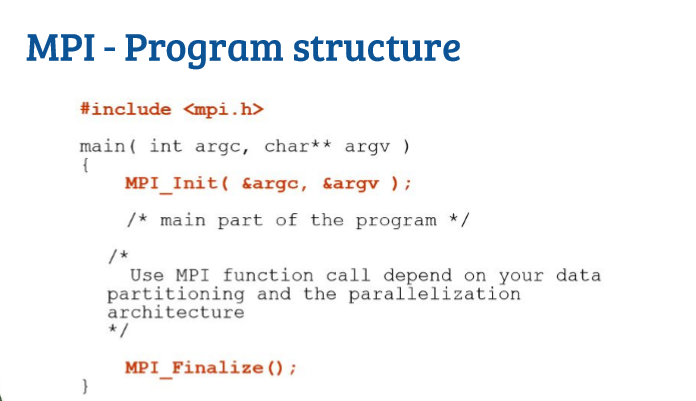 MPI - Program structure
#include <mpi.h>
main( int argc, char** argv )
{
MPI_Init( &argc, &argv );
/* main part of the program */
/*
Use MPI function call depend on your data
partitioning and the parallelization
architecture
*/
MPI_Finalize();
}